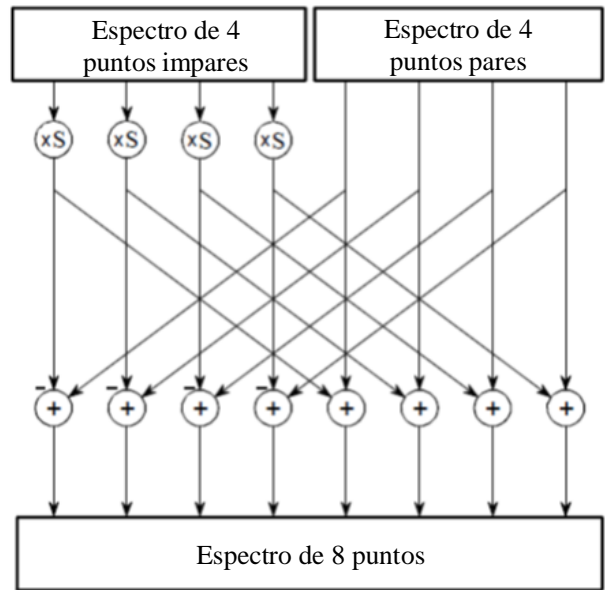 Espectro de 4
puntos impares
Espectro de 4
puntos pares
xS xS xS xS
- - - -
+ + + + + + + +
Espectro de 8 puntos